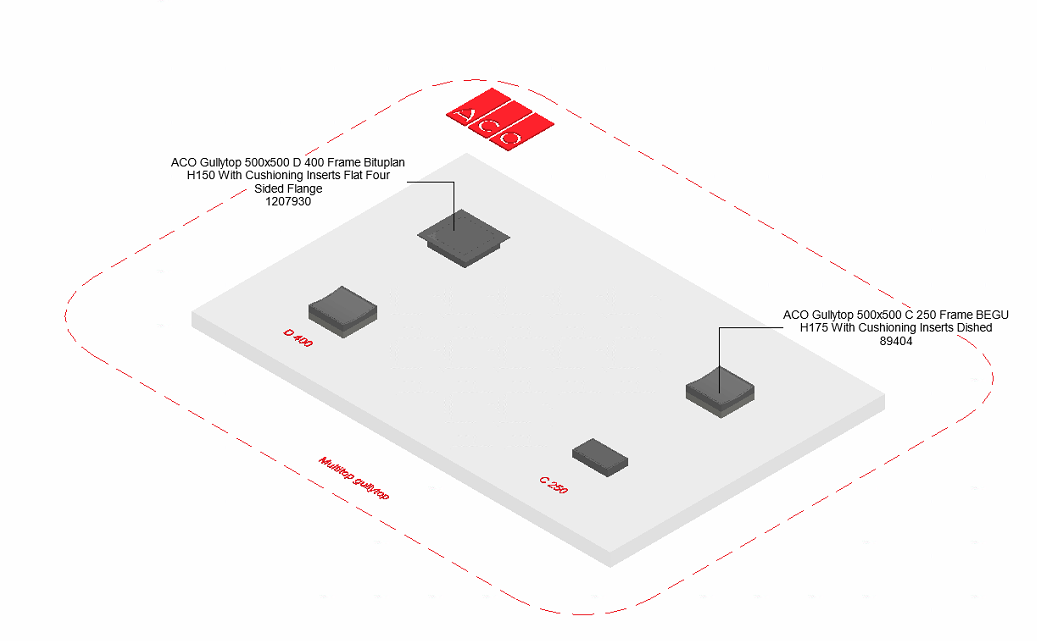 ACO
ACO Gullytop 500x500 D 400 Frame Bituplan
H150 With Cushioning Inserts Flat Four
Sided Flange
1207930
D 400
ACO Gullytop 500x500 C 250 Frame BEGU
H175 With Cushioning Inserts Dished
89404
C 250
Multitop gullytop